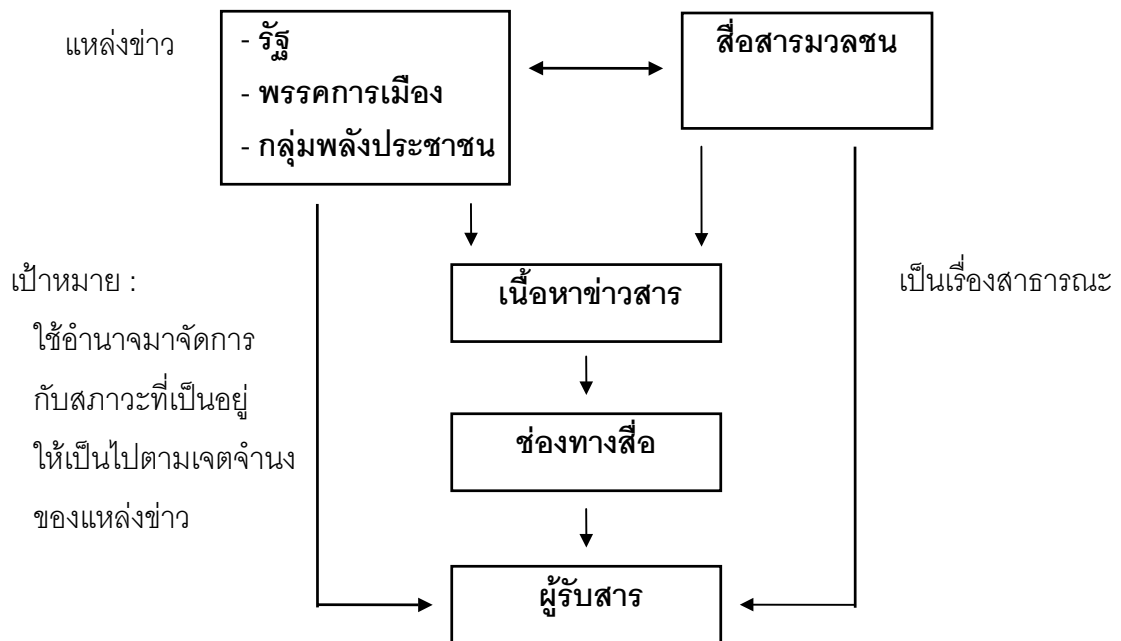 แหล่งข่าว
- รัฐ
- พรรคการเมือง
- กลุ่มพลังประชาชน
สื่อสารมวลชน
เป้าหมาย :
ใช้อำนาจมาจัดการ
กับสภาวะที่เป็นอยู่
ให้เป็นไปตามเจตจำนง
ของแหล่งข่าว
เนื้อหาข่าวสาร
เป็นเรื่องสาธารณะ
ช่องทางสื่อ
ผู้รับสาร